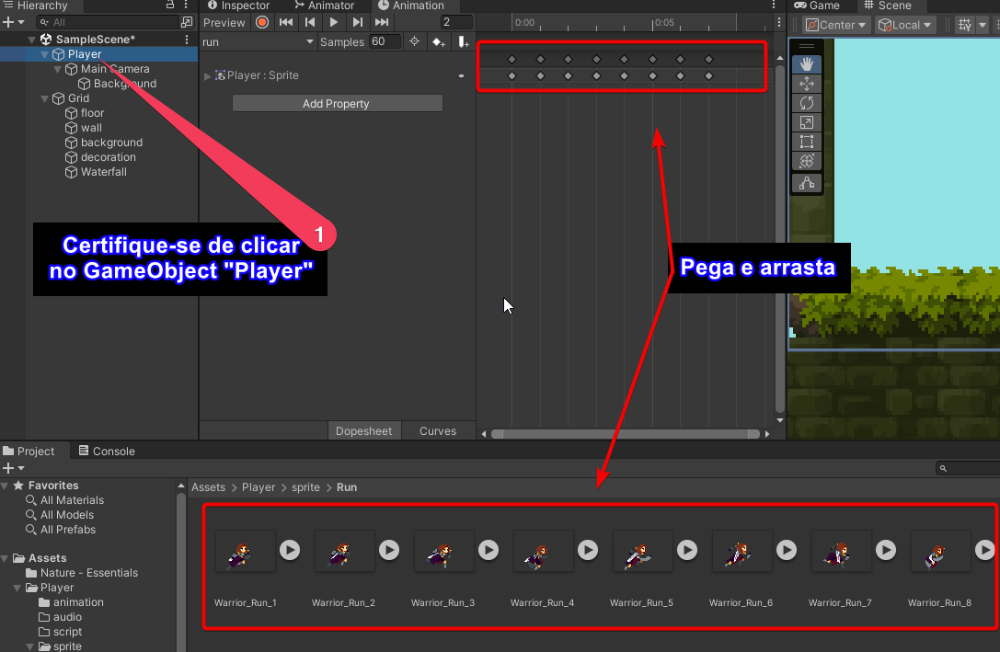 Hierarchy
All
SampleScene*
Player
Main Camera
Background
Grid
floor
wall
background
decoration
Waterfall
Inspector
Animator
Animation
Preview
2
0:00
0:05
run
Samples
60
Player : Sprite
Add Property
Dopesheet
Curves
Game
Scene
Center
Local
1
Certifique-se de clicar
no GameObject "Player"
Pega e arrasta
Project
Console
Favorites
All Materials
All Models
All Prefabs
Assets
Nature - Essentials
Player
animation
audio
script
sprite
Assets > Player > sprite > Run
Warrior_Run_1
Warrior_Run_2
Warrior_Run_3
Warrior_Run_4
Warrior_Run_5
Warrior_Run_6
Warrior_Run_7
Warrior_Run_8